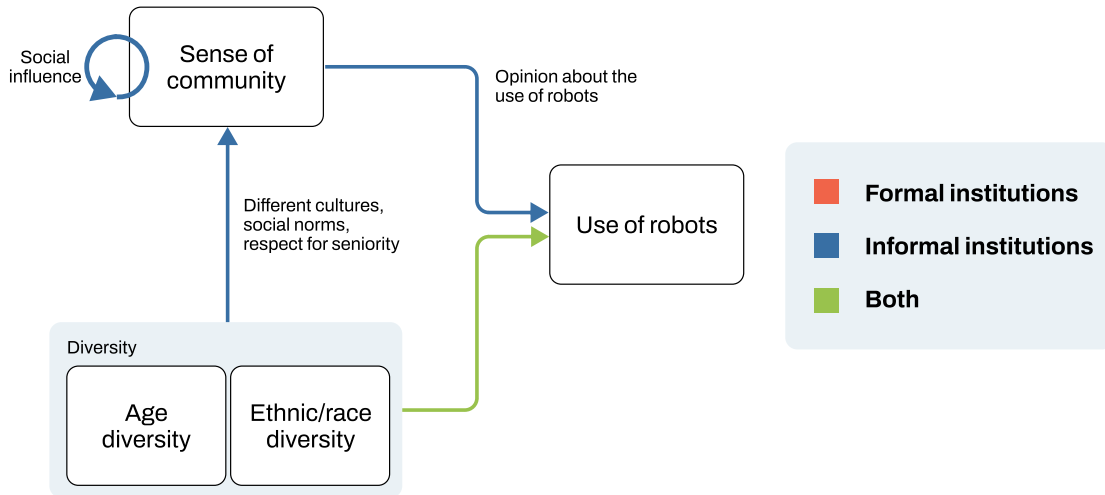 Social
influence
Sense of
community
Opinion about the
use of robots
Different cultures,
social norms,
respect for seniority
Use of robots
Formal institutions
Informal institutions
Both
Diversity
Age
diversity
Ethnic/race
diversity